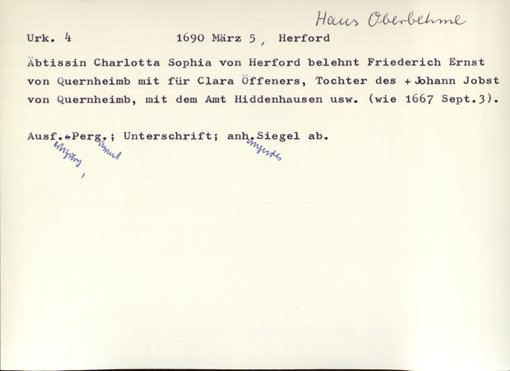 Haus Oberbehme
Urk. 4 1690 März 5, Herford
Äbtissin Charlotta Sophia von Herford belehnt Friederich Ernst
von Quernheimb mit für Clara Öffeners, Tochter des +Johann Jobst
von Quernheimb, mit dem Amt Hiddenhausen usw. (wie 1667 Sept.3).
Ausf.-Perg.; Unterschrift; anh.Siegel ab.